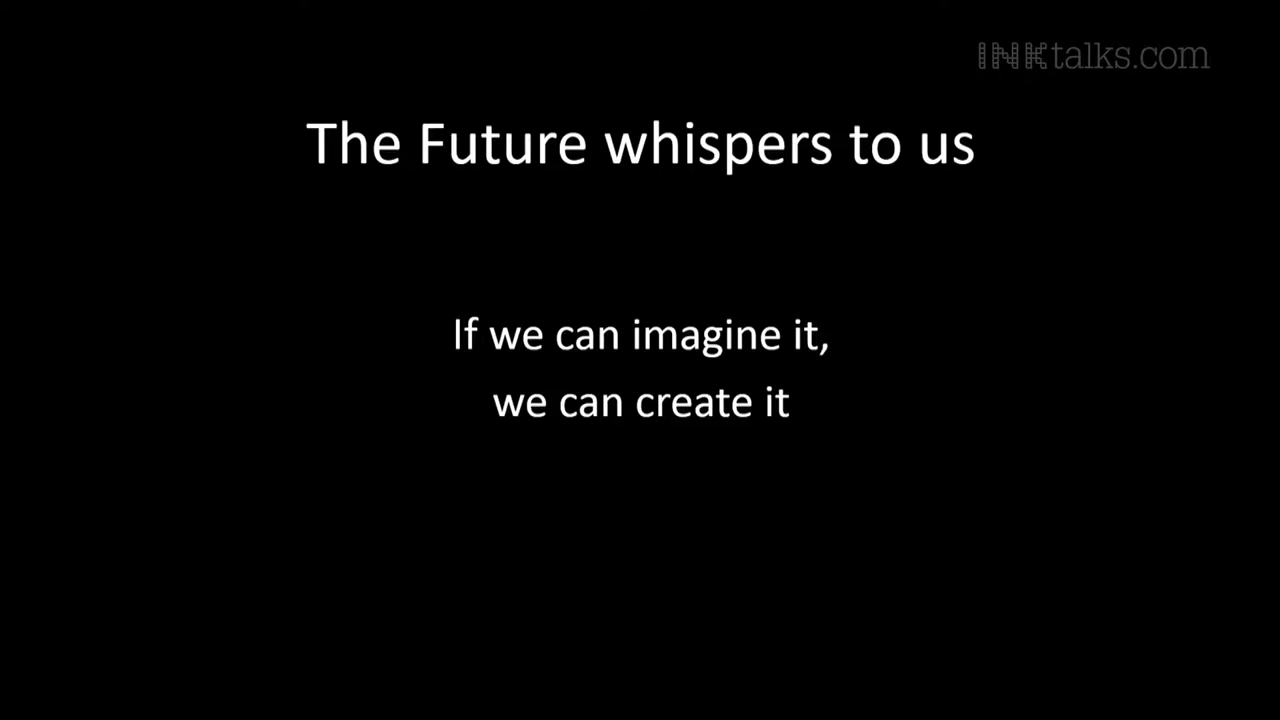 INKtalks.com
The Future whispers to us
If we can imagine it,
we can create it